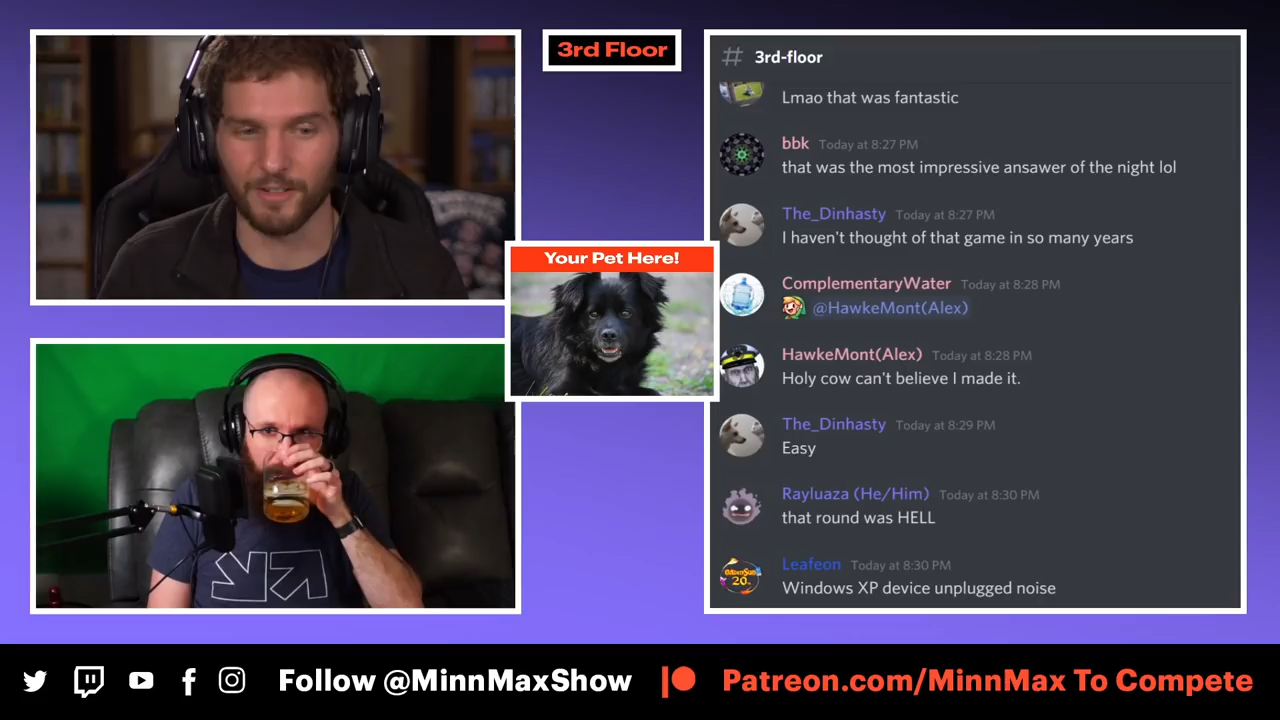 3rd Floor
# 3rd-floor
Lmao that was fantastic
bbk Today at 8:27 PM
that was the most impressive ansawer of the night lol
The_Dinhasty Today at 8:27 PM
I haven't thought of that game in so many years
ComplementaryWater Today at 8:28 PM
@HawkeMont(Alex)
HawkeMont(Alex) Today at 8:28 PM
Holy cow can't believe I made it.
The_Dinhasty Today at 8:29 PM
Easy
Rayluaza (He/Him) Today at 8:30 PM
that round was HELL
Leafeon Today at 8:30 PM
Windows XP device unplugged noise
Your Pet Here!
Follow @MinnMaxShow
Patreon.com/MinnMax To Compete